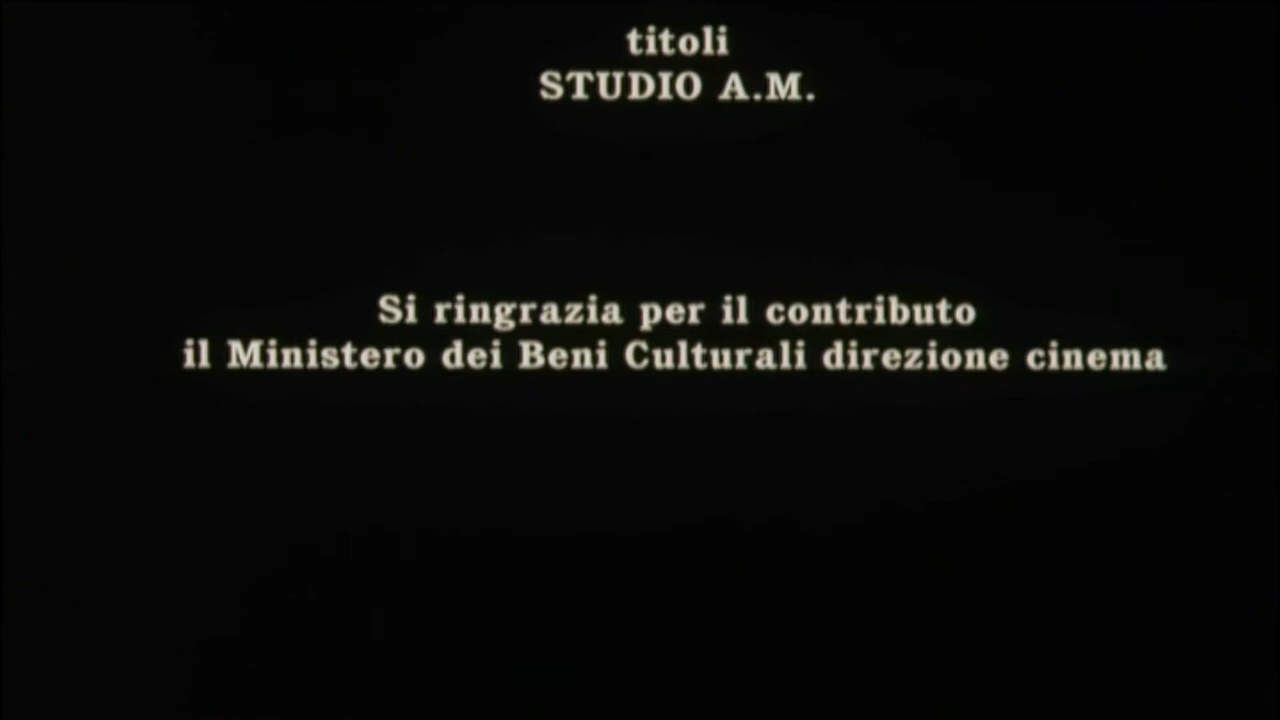 titoli
STUDIO A.M.
Si ringrazia per il contributo
il Ministero dei Beni Culturali direzione cinema